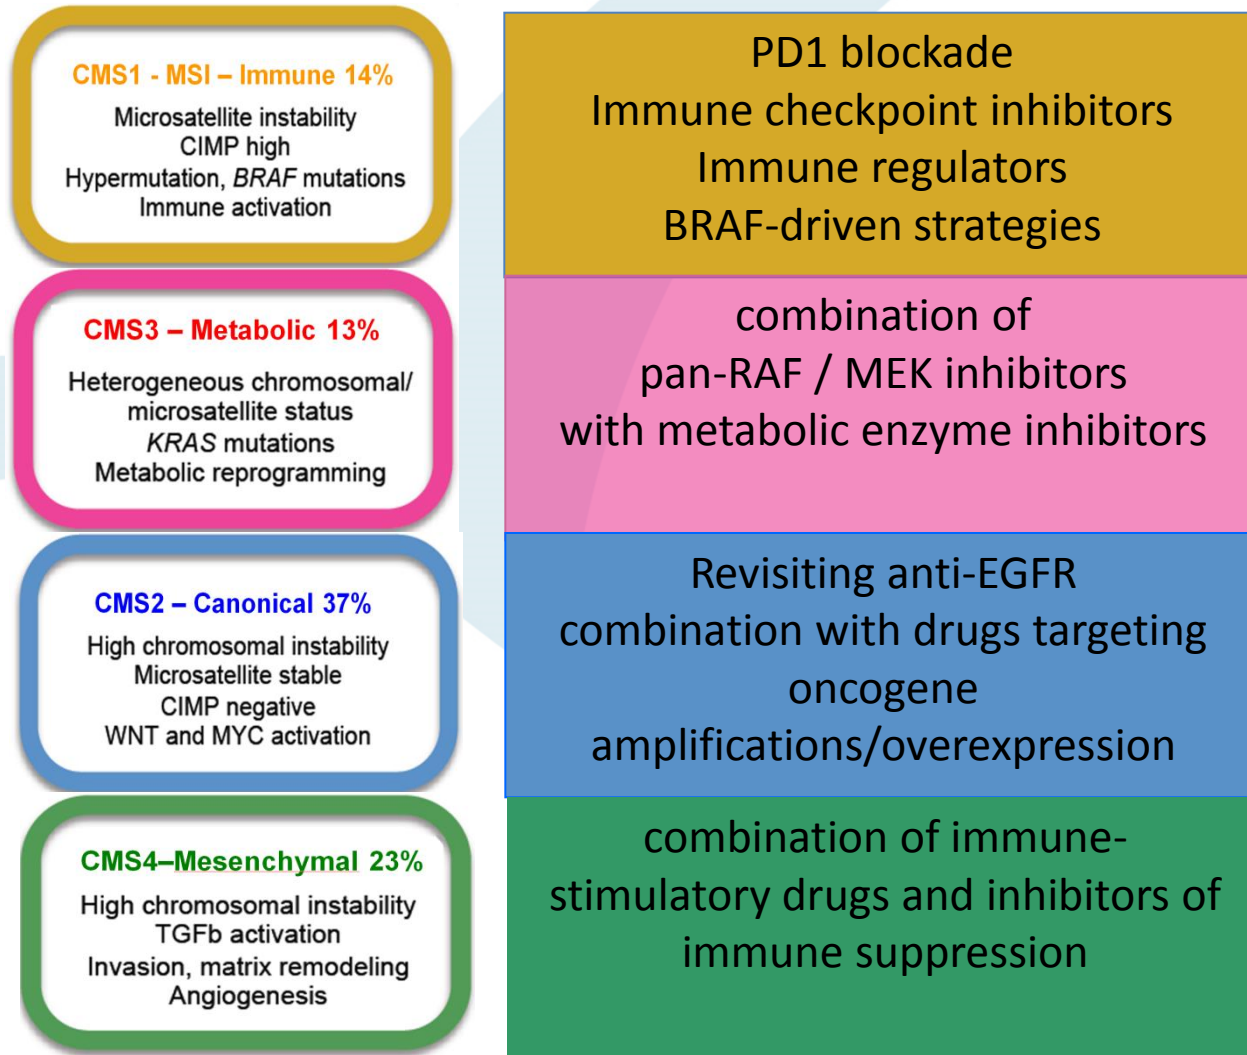 CMS1 - MSI – Immune 14%
Microsatellite instability
CIMP high
Hypermutation, BRAF mutations
Immune activation
PD1 blockade
Immune checkpoint inhibitors
Immune regulators
BRAF-driven strategies
CMS3 – Metabolic 13%
Heterogeneous chromosomal/
microsatellite status
KRAS mutations
Metabolic reprogramming
combination of
pan-RAF / MEK inhibitors
with metabolic enzyme inhibitors
CMS2 – Canonical 37%
High chromosomal instability
Microsatellite stable
CIMP negative
WNT and MYC activation
Revisiting anti-EGFR
combination with drugs targeting
oncogene
amplifications/overexpression
CMS4–Mesenchymal 23%
High chromosomal instability
TGFb activation
Invasion, matrix remodeling
Angiogenesis
combination of immune-
stimulatory drugs and inhibitors of
immune suppression